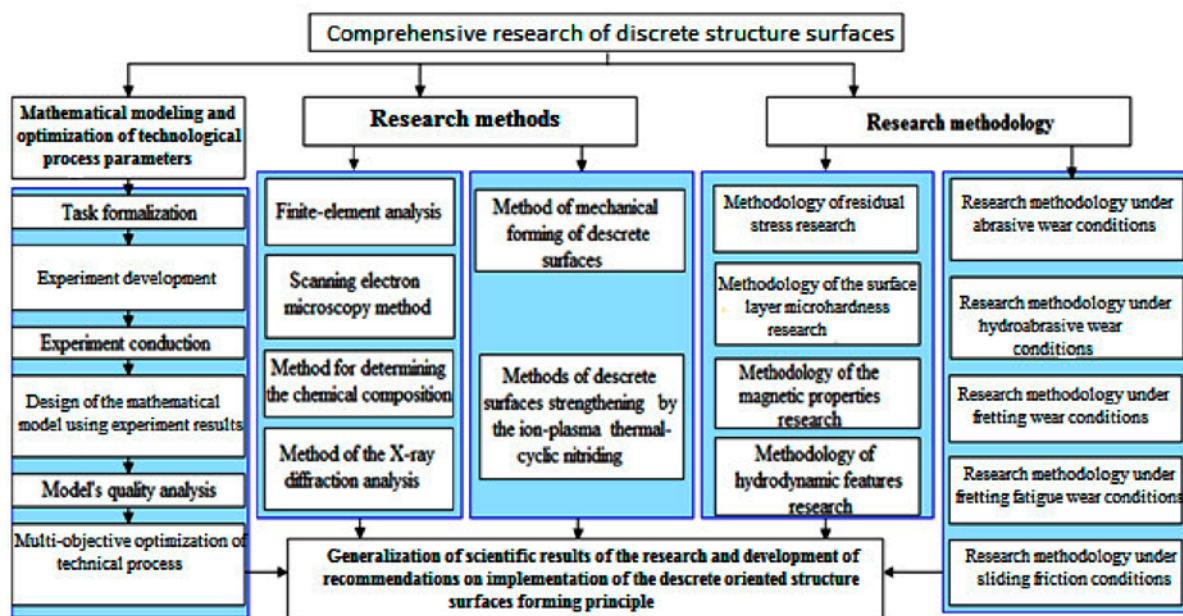 Comprehensive research of discrete structure surfaces
Mathematical modeling and
optimization of technological
process parameters
Research methods
Research methodology
Task formalization
Experiment development
Experiment conduction
Design of the mathematical
model using experiment results
Model's quality analysis
Multi-objective optimization of
technical process
Finite-element analysis
Scanning electron
microscopy method
Method for determining
the chemical composition
Method of the X-ray
diffraction analysis
Method of mechanical
forming of descrete
surfaces
Methods of descrete
surfaces strengthening by
the ion-plasma thermal-
cyclic nitriding
Methodology of residual
stress research
Methodology of the surface
layer microhardness
research
Methodology of the
magnetic properties
research
Methodology of
hydrodynamic features
research
Research methodology under
abrasive wear conditions
Research methodology under
hydroabrasive wear
conditions
Research methodology under
fretting wear conditions
Research methodology under
fretting fatigue wear conditions
Research methodology under
sliding friction conditions
Generalization of scientific results of the research and development of
recommendations on implementation of the descrete oriented structure
surfaces forming principle